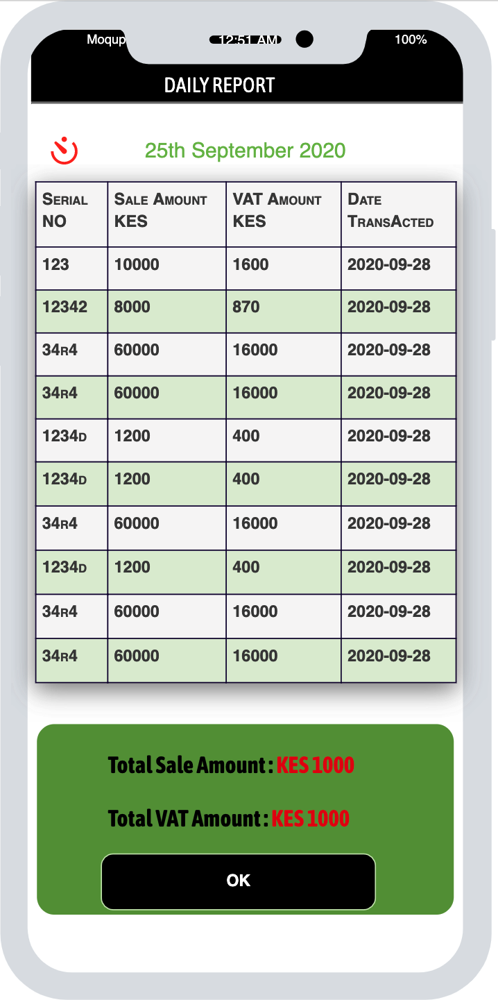 Moqup 12:51 AM 100%
DAILY REPORT
25th September 2020
Serial NO Sale Amount KES VAT Amount KES Date TransActed
123 10000 1600 2020-09-28
12342 8000 870 2020-09-28
34r4 60000 16000 2020-09-28
34r4 60000 16000 2020-09-28
1234d 1200 400 2020-09-28
1234d 1200 400 2020-09-28
34r4 60000 16000 2020-09-28
1234d 1200 400 2020-09-28
34r4 60000 16000 2020-09-28
34r4 60000 16000 2020-09-28
Total Sale Amount : KES 1000
Total VAT Amount : KES 1000
OK